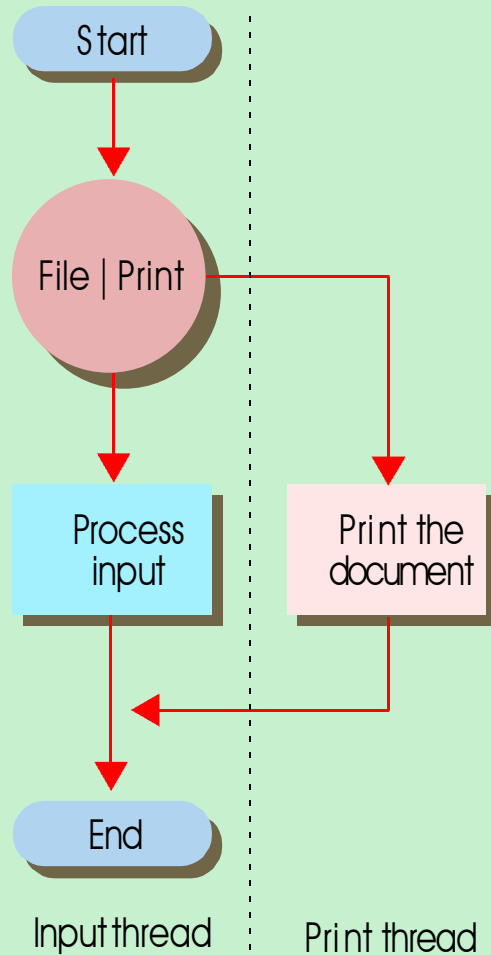 Start
File | Print
Process
input
Print the
document
End
Input thread
Print thread